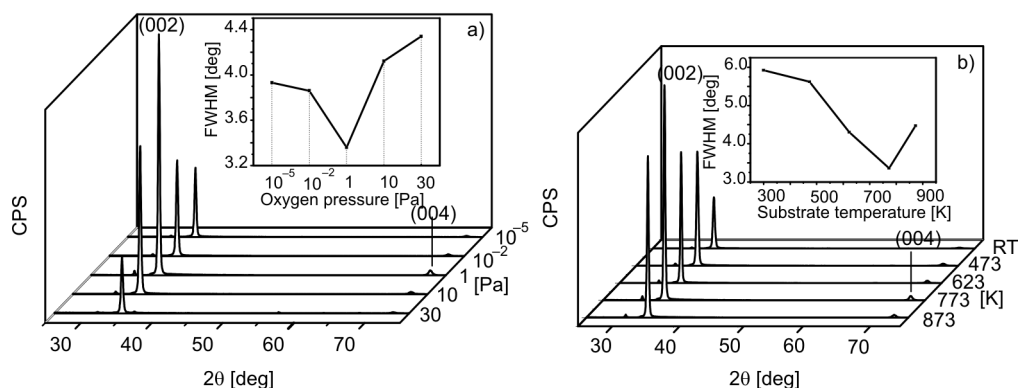 (002)
a)
4.4
4.0
3.6
3.2
FWHM [deg]
10⁻⁵ 10⁻² 1 10 30
Oxygen pressure [Pa]
(004)
CPS
10⁻⁵
10⁻²
1
10
30
[Pa]
30 40 50 60 70
2θ [deg]
(002)
b)
6.0
5.0
4.0
3.0
FWHM [deg]
300 500 700 900
Substrate temperature [K]
(004)
CPS
RT
473
623
773
873
[K]
30 40 50 60 70
2θ [deg]